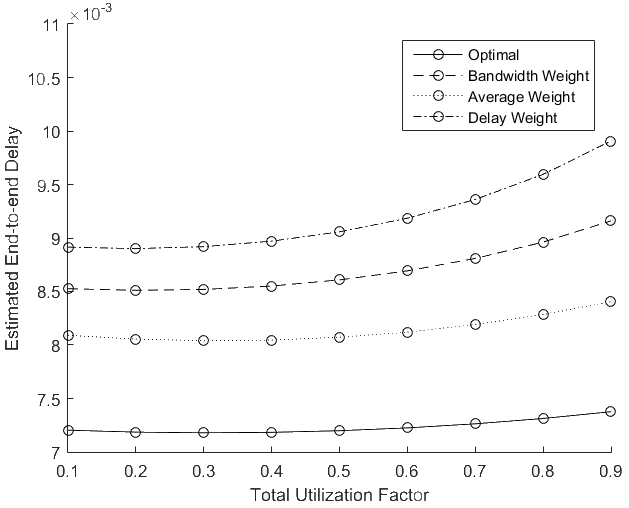 ×10-3
11
10.5
10
9.5
9
8.5
8
7.5
7
0.1 0.2 0.3 0.4 0.5 0.6 0.7 0.8 0.9
Estimated End-to-end Delay
Total Utilization Factor
Optimal
Bandwidth Weight
Average Weight
Delay Weight